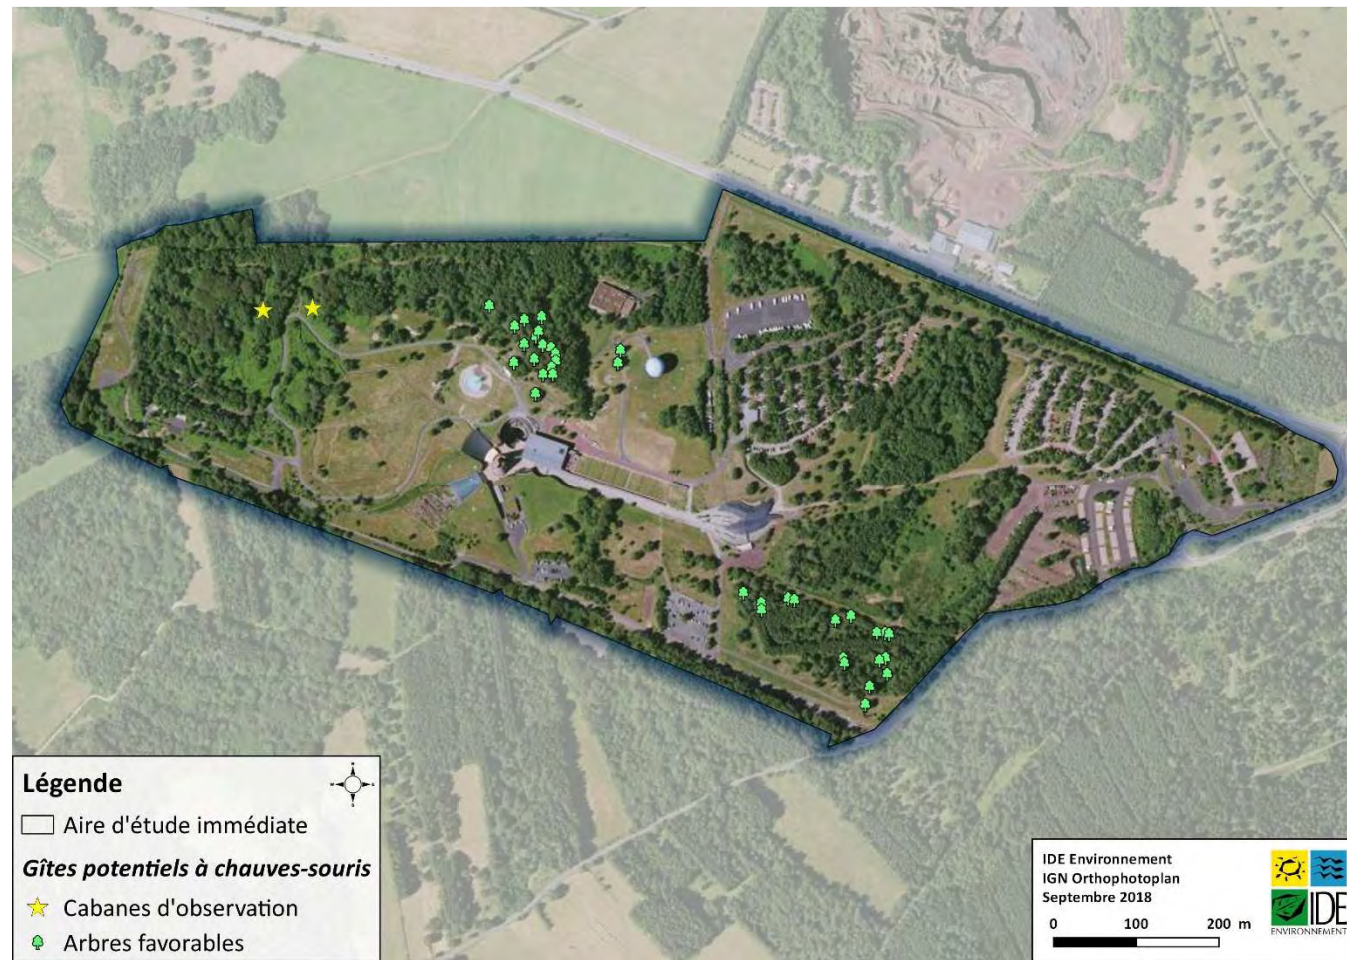 Légende
Aire d'étude immédiate
Gîtes potentiels à chauves-souris
Cabanes d'observation
Arbres favorables
IDE Environnement
IGN Orthophotoplan
Septembre 2018
0 100 200 m
IDE
ENVIRONNEMENT